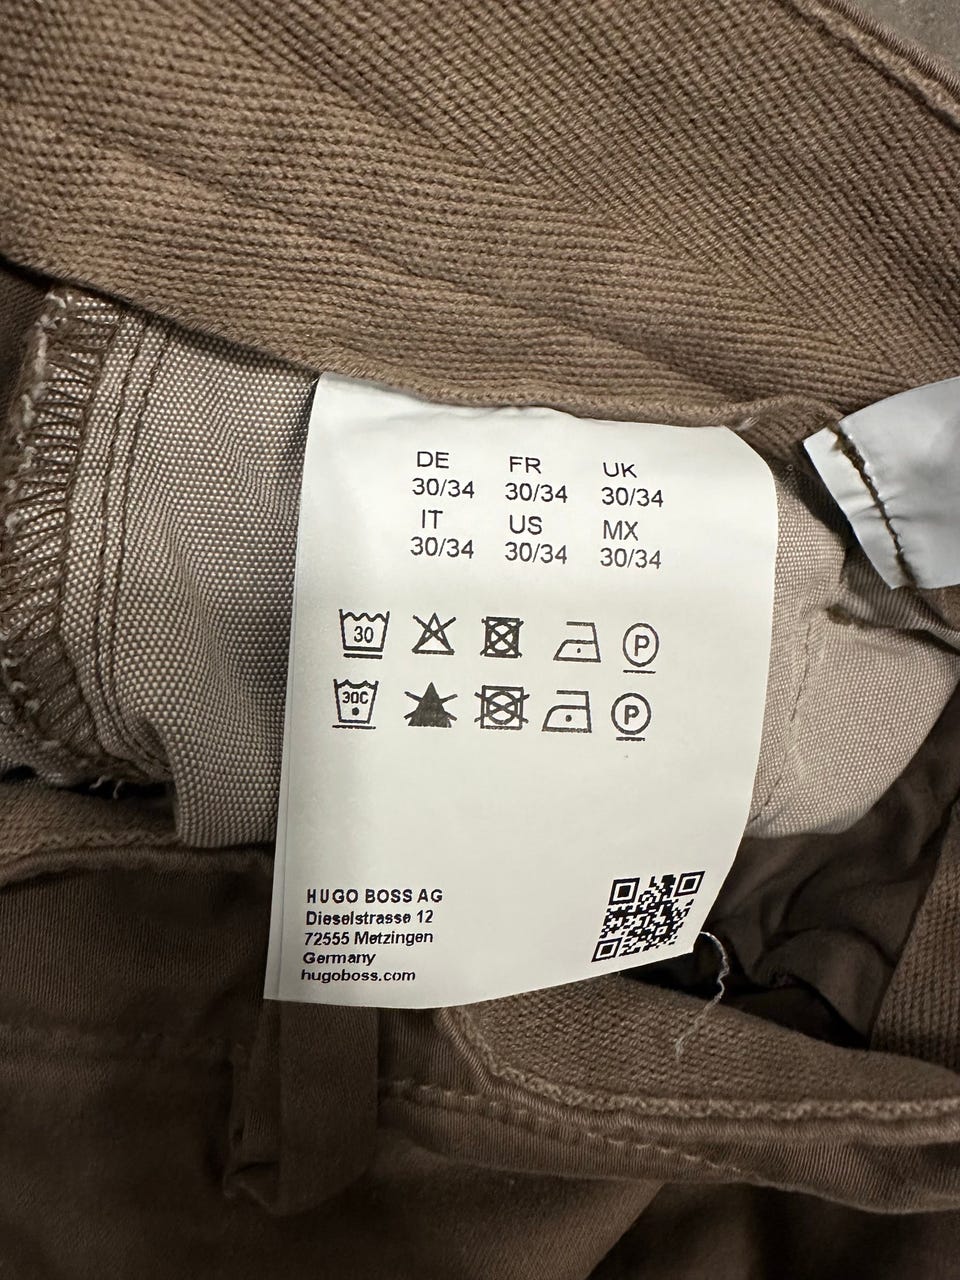 DE FR UK
30/34 30/34 30/34
IT US MX
30/34 30/34 30/34
30 P
30C P
HUGO BOSS AG
Dieselstrasse 12
72555 Metzingen
Germany
hugoboss.com